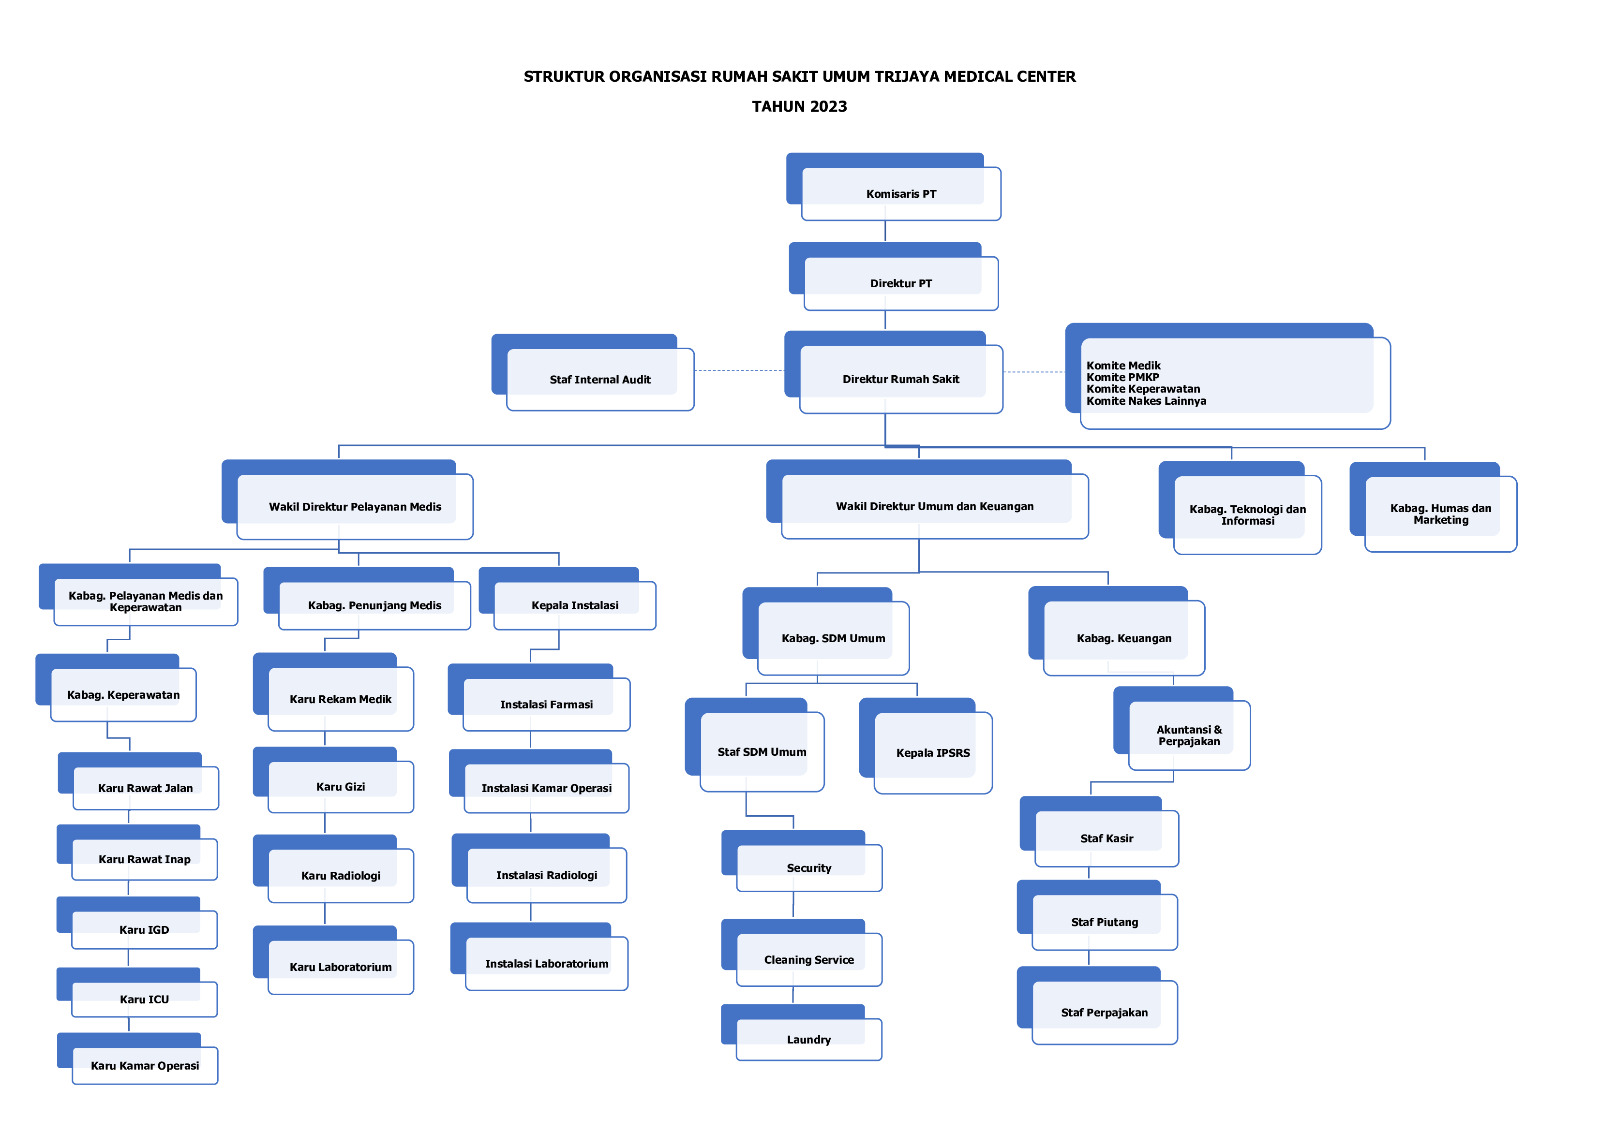 STRUKTUR ORGANISASI RUMAH SAKIT UMUM TRIJAYA MEDICAL CENTER
TAHUN 2023
Komisaris PT
Direktur PT
Staf Internal Audit
Direktur Rumah Sakit
Komite Medik
Komite PMKP
Komite Keperawatan
Komite Nakes Lainnya
Wakil Direktur Pelayanan Medis
Wakil Direktur Umum dan Keuangan
Kabag. Teknologi dan
Informasi
Kabag. Humas dan
Marketing
Kabag. Pelayanan Medis dan
Keperawatan
Kabag. Penunjang Medis
Kepala Instalasi
Kabag. SDM Umum
Kabag. Keuangan
Kabag. Keperawatan
Karu Rawat Jalan
Karu Rawat Inap
Karu IGD
Karu ICU
Karu Kamar Operasi
Karu Rekam Medik
Karu Gizi
Karu Radiologi
Karu Laboratorium
Instalasi Farmasi
Instalasi Kamar Operasi
Instalasi Radiologi
Instalasi Laboratorium
Staf SDM Umum
Kepala IPSRS
Security
Cleaning Service
Laundry
Akuntansi &
Perpajakan
Staf Kasir
Staf Piutang
Staf Perpajakan